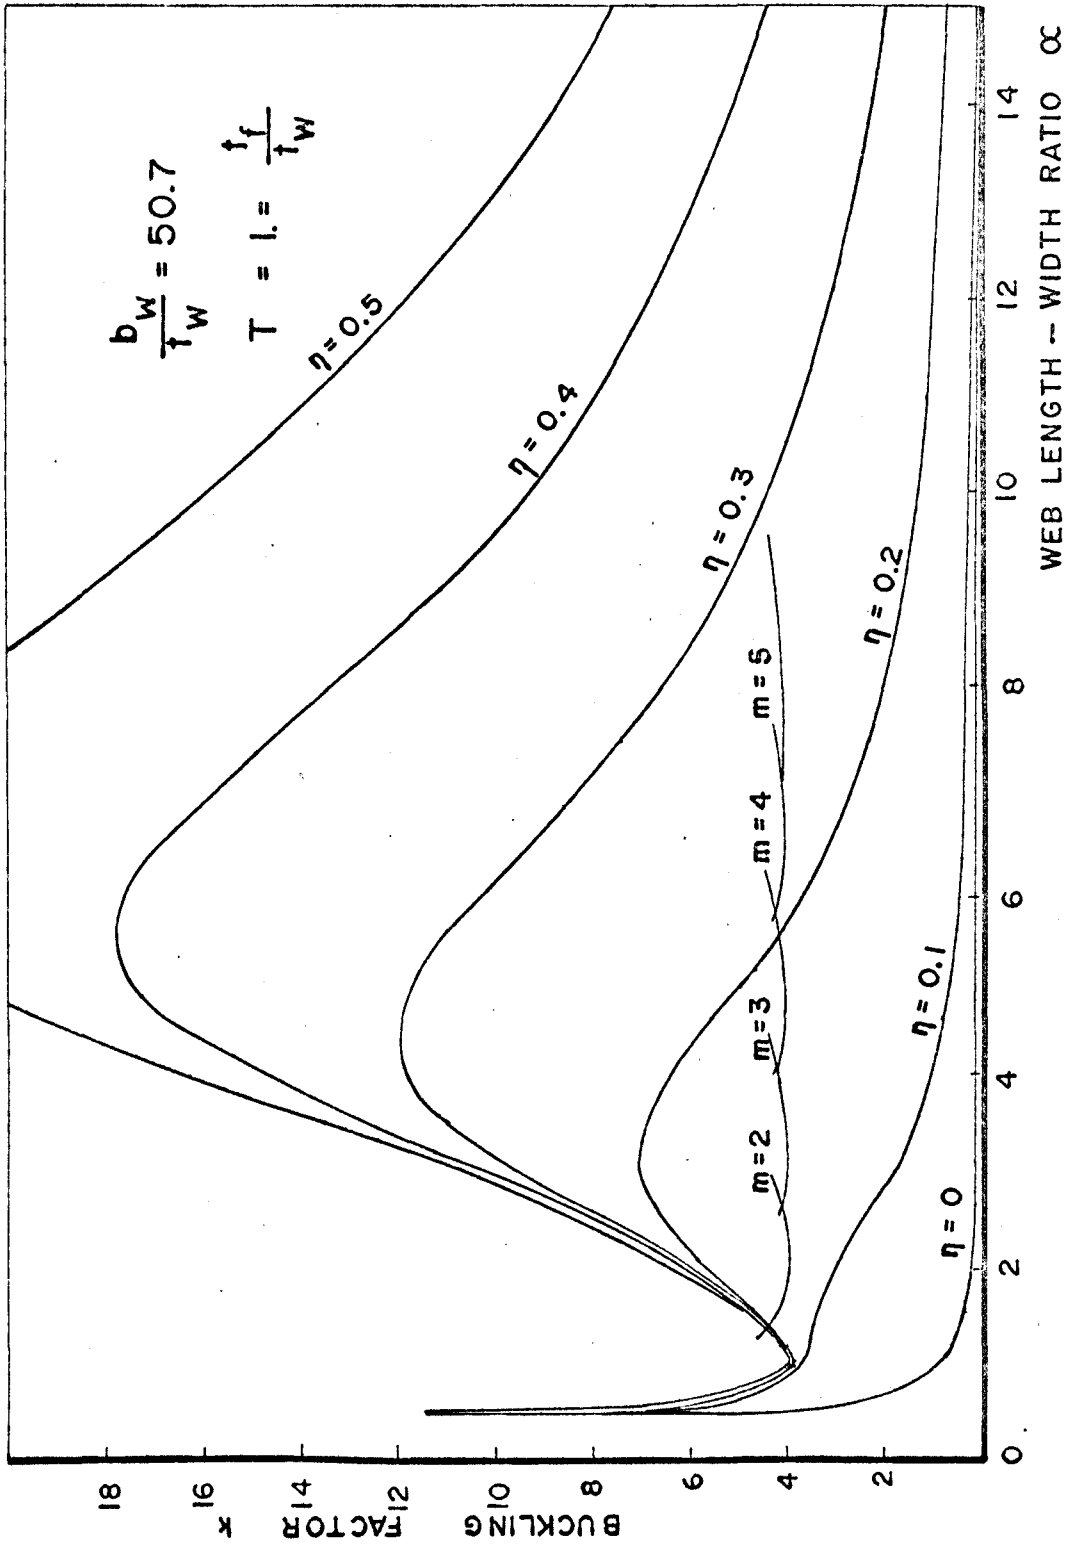 18
16
14
12
10
8
6
4
2
BUCKLING
FACTOR k
b_w / t_w = 50.7
T = 1. = t_f / t_w
η = 0.5
η = 0.4
η = 0.3
η = 0.2
η = 0.1
η = 0
m = 2
m = 3
m = 4
m = 5
0 2 4 6 8 10 12 14
WEB LENGTH – WIDTH RATIO α